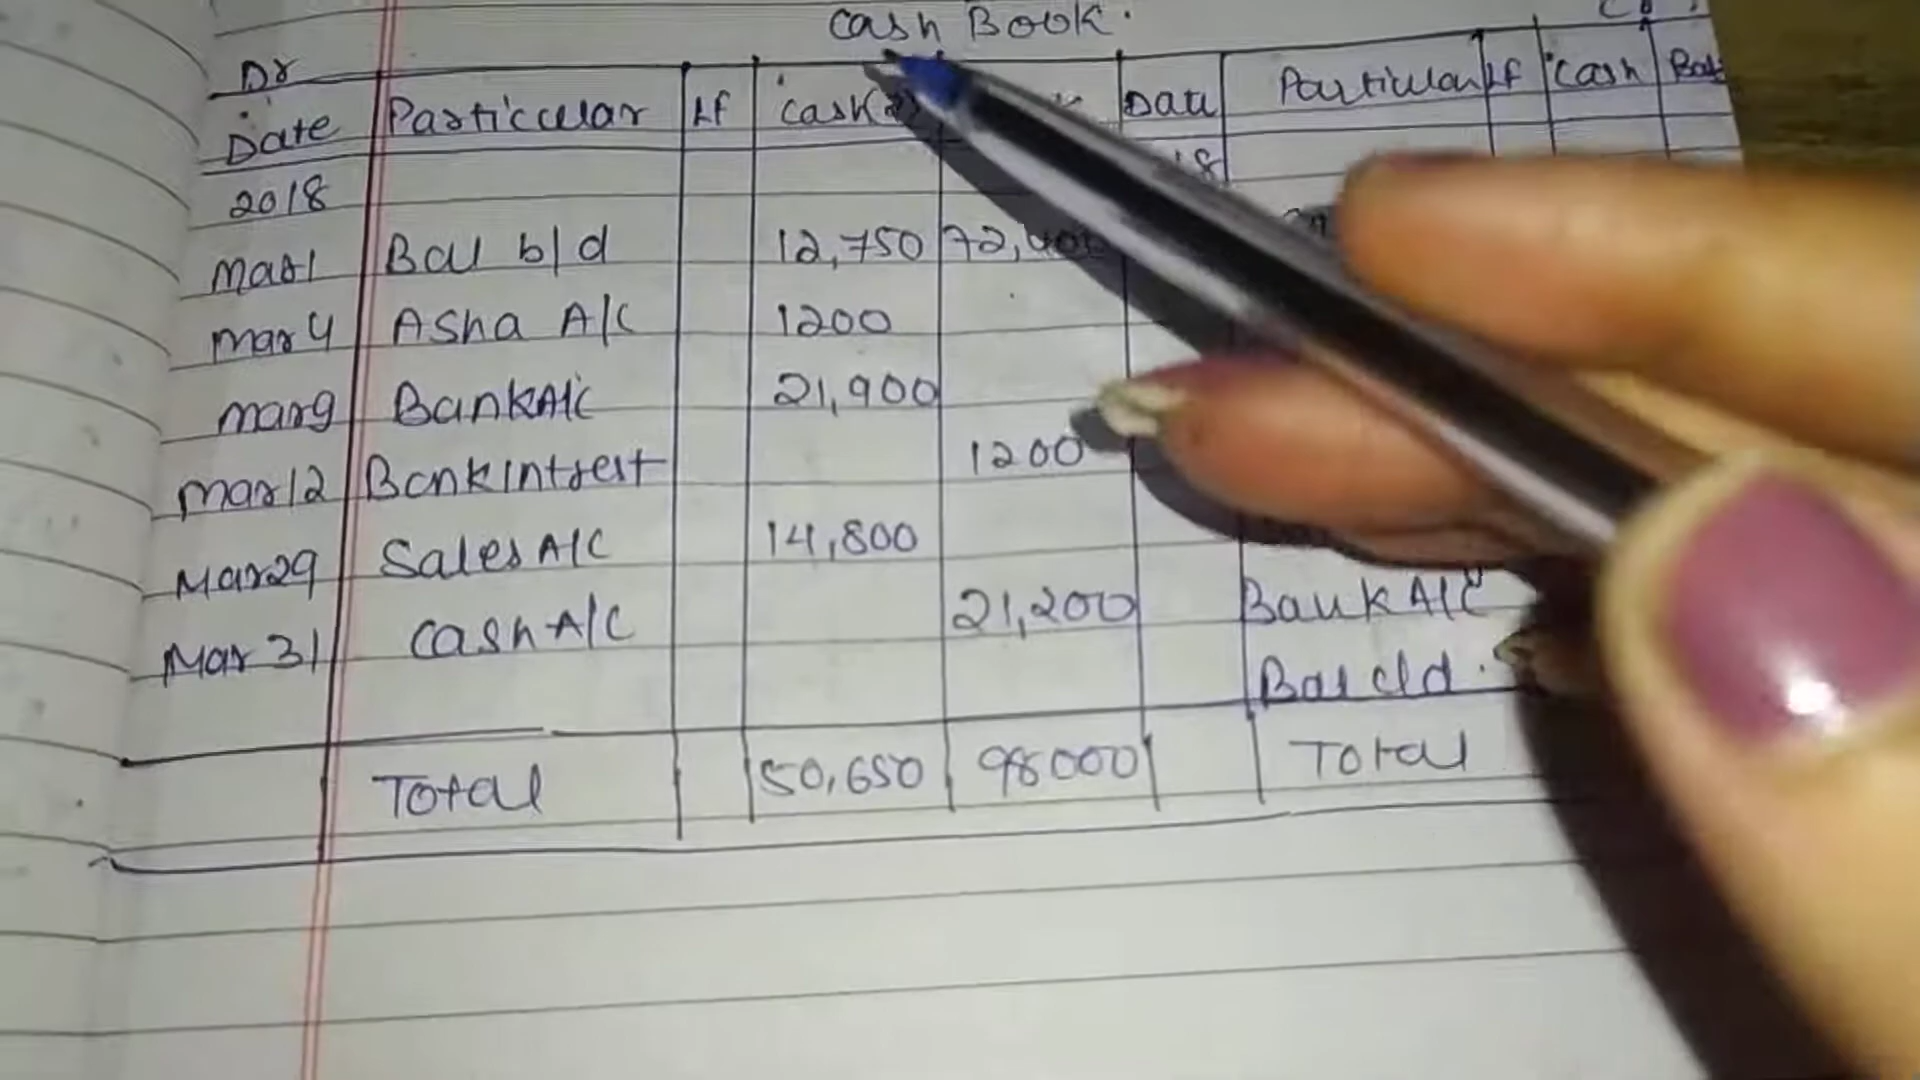 Cash Book.
Dr
Date Particular Lf Cash Date Particular Lf Cash
2018
Mar 1 Bal b/d 12,750
Mar 4 Asha A/C 1200
Mar 9 Bank A/C 21,900
Mar 12 Bank Intrest 1200
Mar 29 Sales A/C 14,800
Mar 31 Cash A/C 21,200 Bank A/C
Bal c/d.
Total 50,650 98000 Total